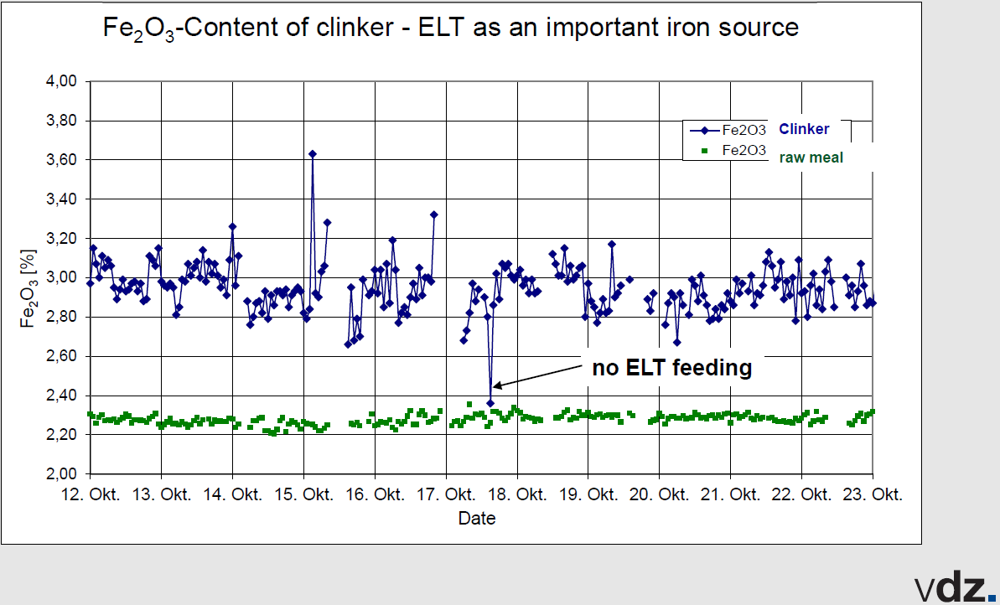 Fe₂O₃-Content of clinker - ELT as an important iron source
4,00
3,80
3,60
3,40
3,20
3,00
2,80
2,60
2,40
2,20
2,00
Fe₂O₃ [%]
Fe2O3 Clinker
Fe2O3 raw meal
no ELT feeding
12. Okt. 13. Okt. 14. Okt. 15. Okt. 16. Okt. 17. Okt. 18. Okt. 19. Okt. 20. Okt. 21. Okt. 22. Okt. 23. Okt.
Date
vdz.